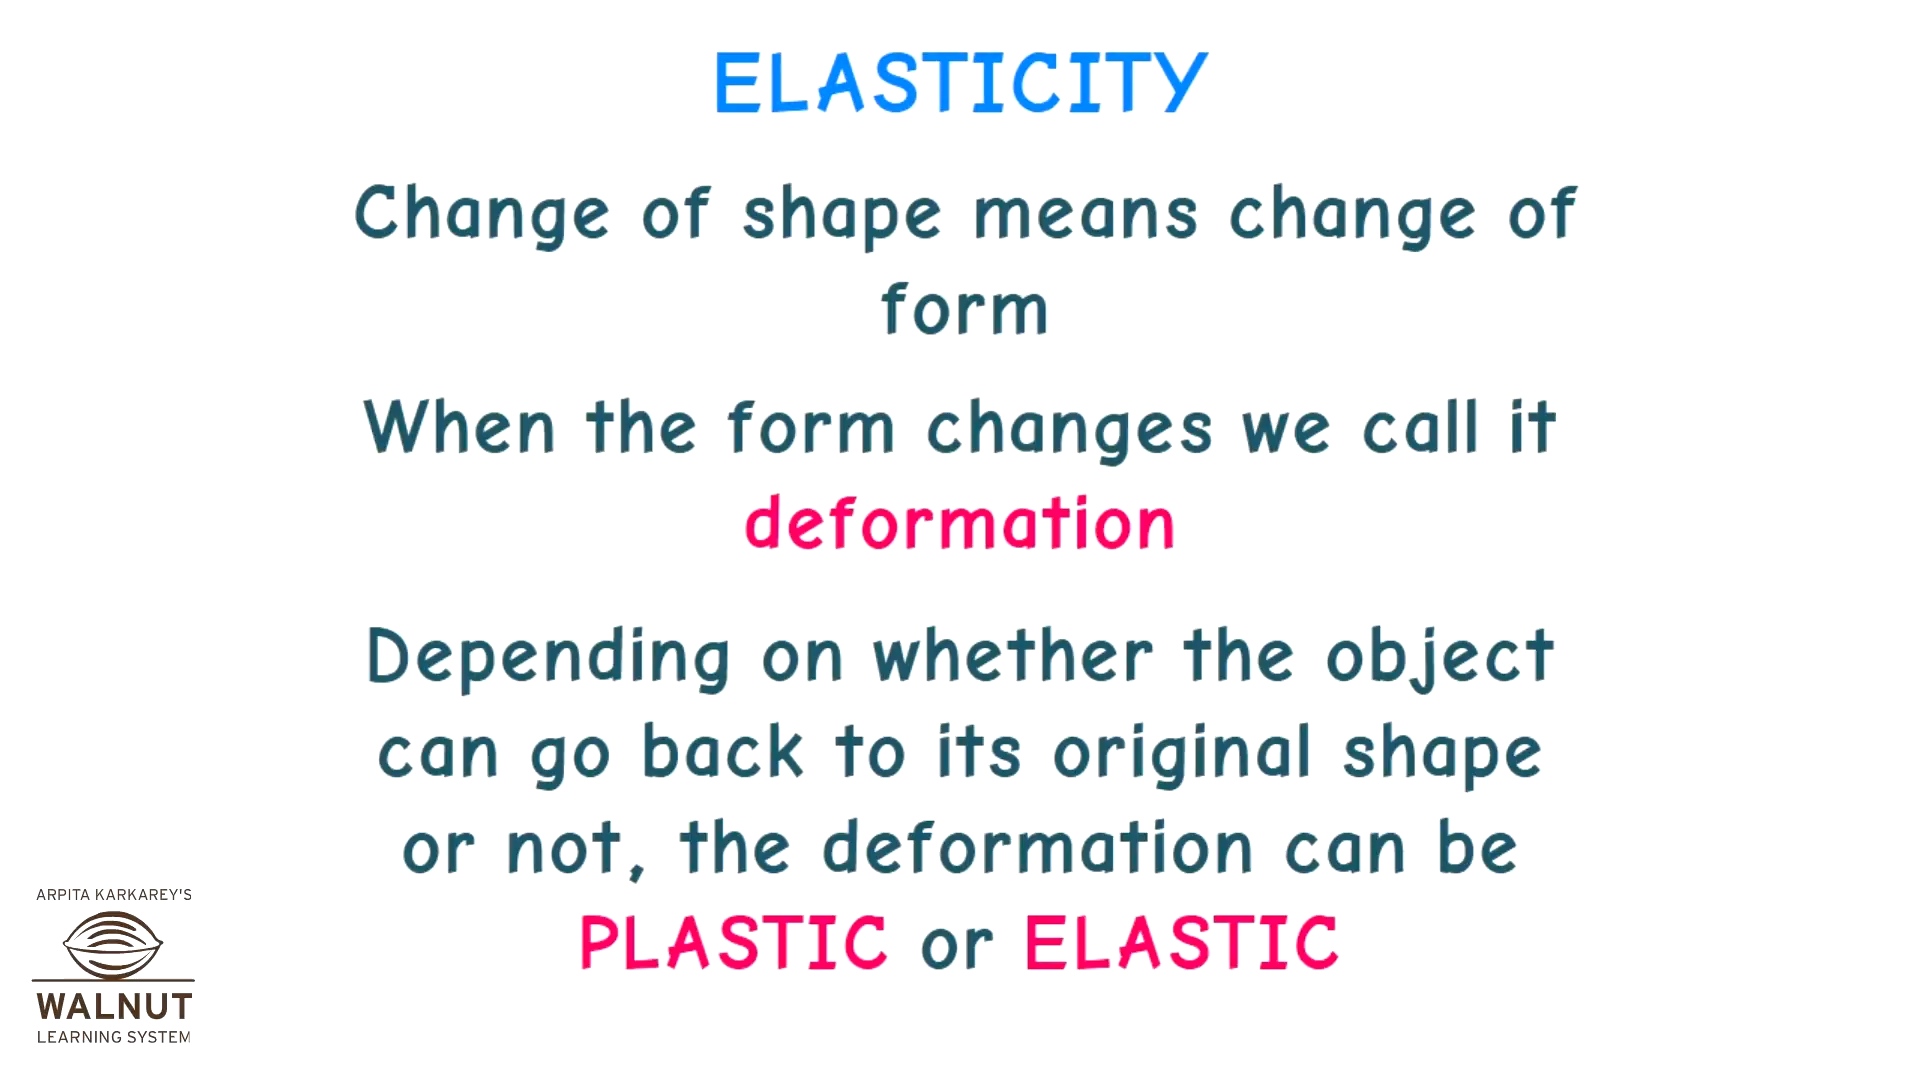 ELASTICITY
Change of shape means change of
form
When the form changes we call it
deformation
Depending on whether the object
can go back to its original shape
or not, the deformation can be
PLASTIC or ELASTIC
ARPITA KARKAREY'S
WALNUT
LEARNING SYSTEM